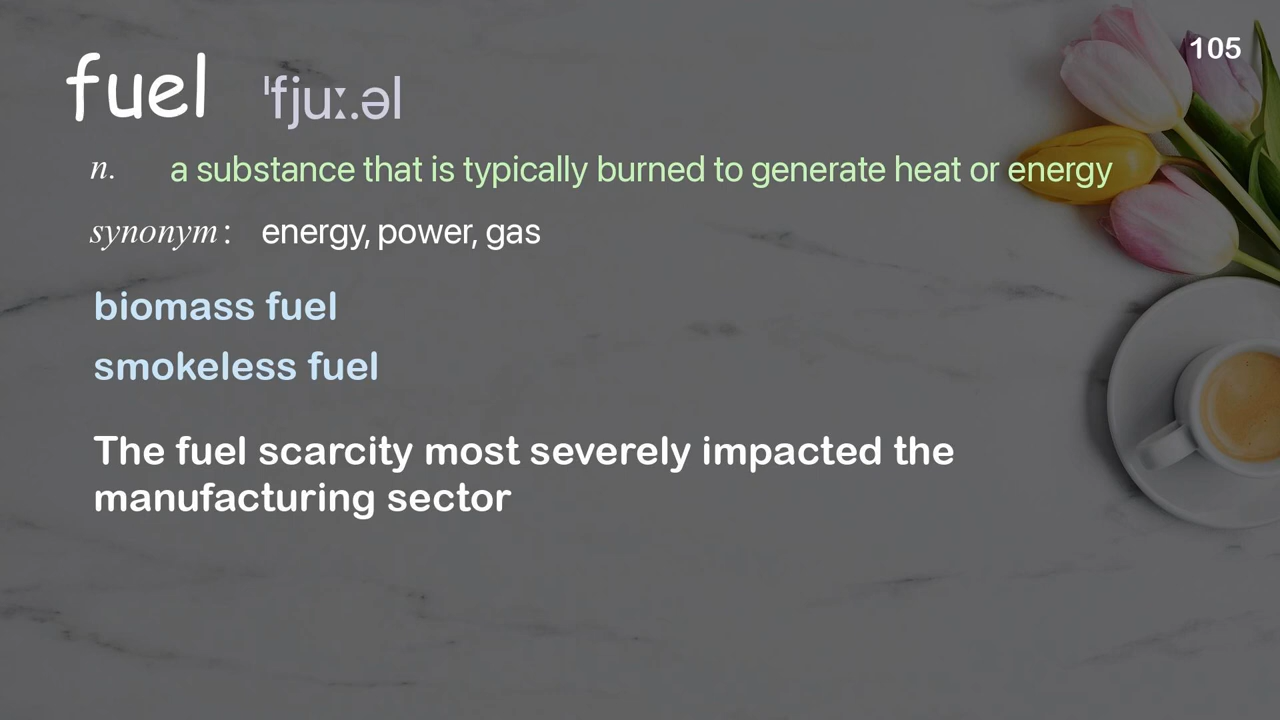 105
fuel ˈfjuː.əl
n. a substance that is typically burned to generate heat or energy
synonym: energy, power, gas
biomass fuel
smokeless fuel
The fuel scarcity most severely impacted the
manufacturing sector